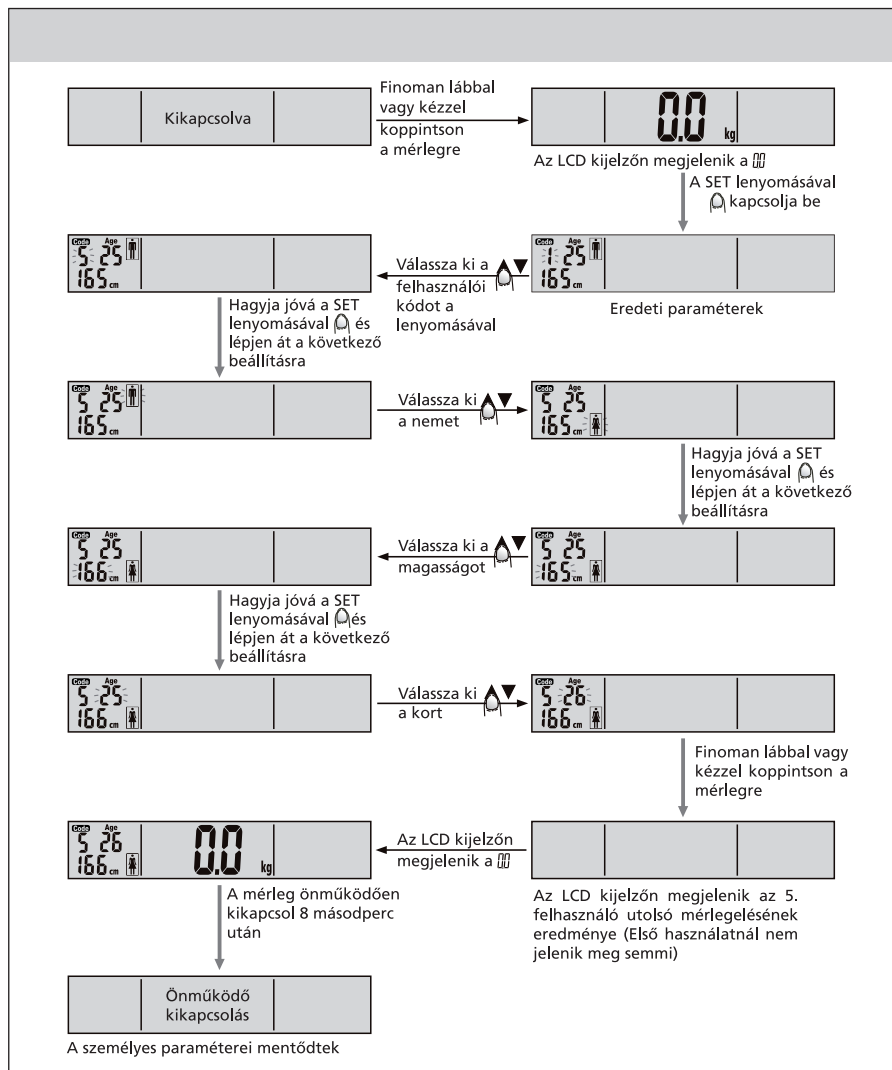 Kikapcsolva
Finoman lábbal
vagy kézzel
koppintson
a mérlegre
0.0 kg
Az LCD kijelzőn megjelenik a 0.0
A SET lenyomásával
kapcsolja be
Code Age
1 25
165 cm
Eredeti paraméterek
Válassza ki a
felhasználói
kódot a
lenyomásával
Code Age
5 25
165 cm
Hagyja jóvá a SET
lenyomásával és
lépjen át a következő
beállításra
Code Age
5 25
165 cm
Válassza ki
a nemet
Code Age
5 25
165 cm
Hagyja jóvá a SET
lenyomásával és
lépjen át a következő
beállításra
Code Age
5 25
165 cm
Válassza ki a
magasságot
Code Age
5 25
166 cm
Hagyja jóvá a SET
lenyomásával és
lépjen át a következő
beállításra
Code Age
5 25
166 cm
Válassza ki
a kort
Code Age
5 26
166 cm
Finoman lábbal vagy
kézzel koppintson a
mérlegre
Az LCD kijelzőn megjelenik az 5.
felhasználó utolsó mérlegelésének
eredménye (Első használatnál nem
jelenik meg semmi)
Az LCD kijelzőn
megjelenik a 0.0
Code Age
5 26
166 cm
0.0 kg
A mérleg önműködően
kikapcsol 8 másodperc
után
Önműködő
kikapcsolás
A személyes paraméterei mentődtek